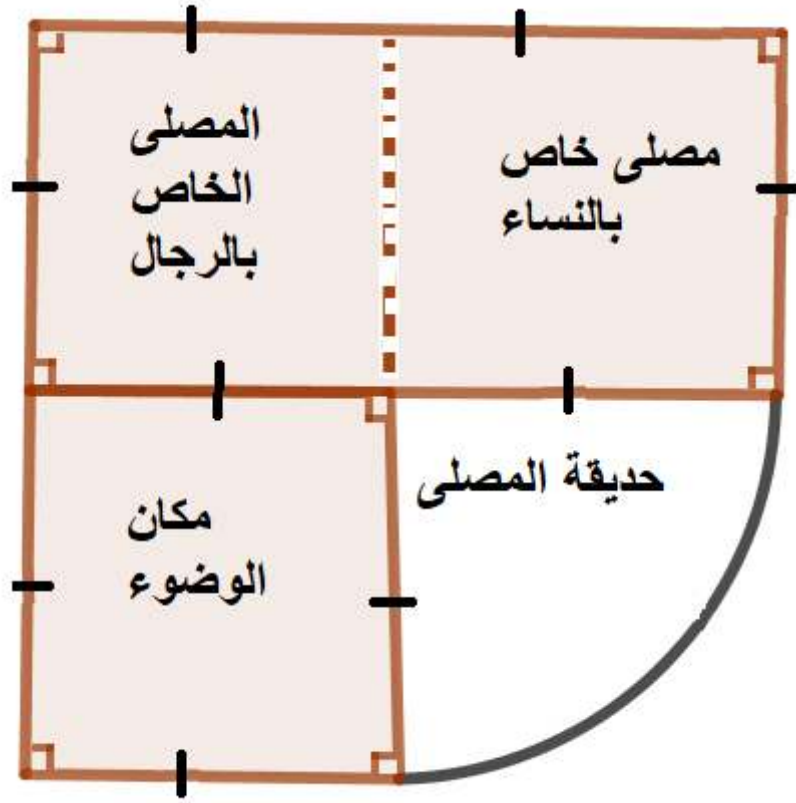 المصلى
الخاص
بالرجال
مصلى خاص
بالنساء
حديقة المصلى
مكان
الوضوء